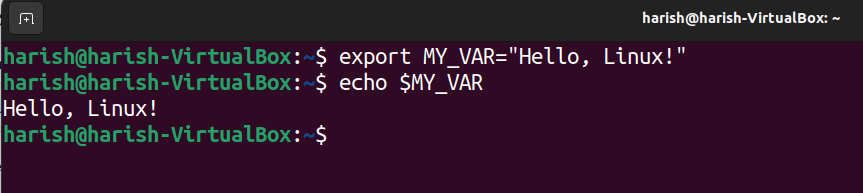 harish@harish-VirtualBox: ~
harish@harish-VirtualBox:~$ export MY_VAR="Hello, Linux!"
harish@harish-VirtualBox:~$ echo $MY_VAR
Hello, Linux!
harish@harish-VirtualBox:~$